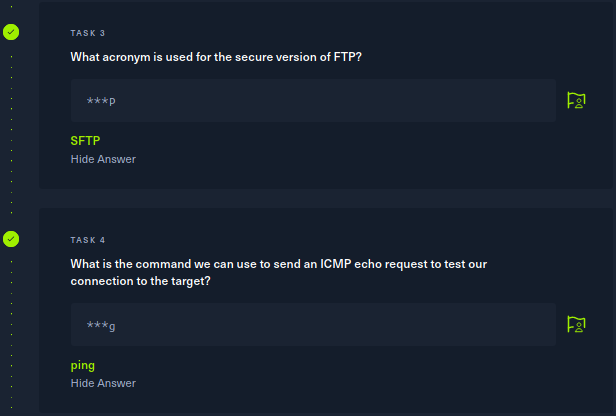 TASK 3
What acronym is used for the secure version of FTP?
***p
SFTP
Hide Answer
TASK 4
What is the command we can use to send an ICMP echo request to test our
connection to the target?
***g
ping
Hide Answer